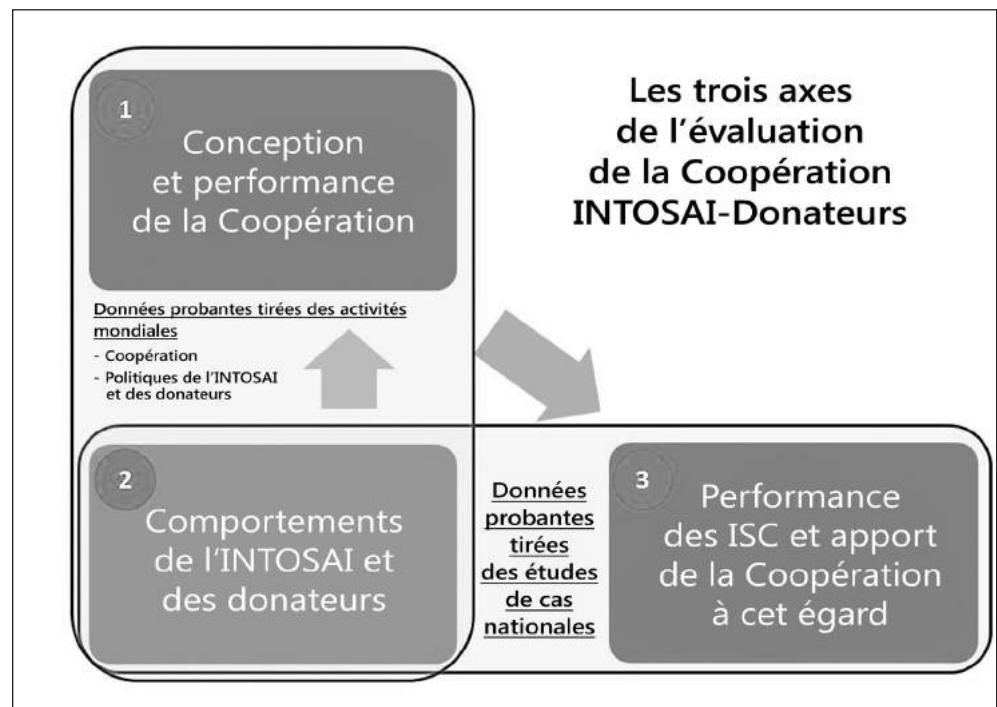 Les trois axes
de l'évaluation
de la Coopération
INTOSAI-Donateurs
1
Conception
et performance
de la Coopération
Données probantes tirées des activités
mondiales
- Coopération
- Politiques de l'INTOSAI
et des donateurs
2
Comportements
de l'INTOSAI et
des donateurs
Données
probantes
tirées
des études
de cas
nationales
3
Performance
des ISC et apport
de la Coopération
à cet égard